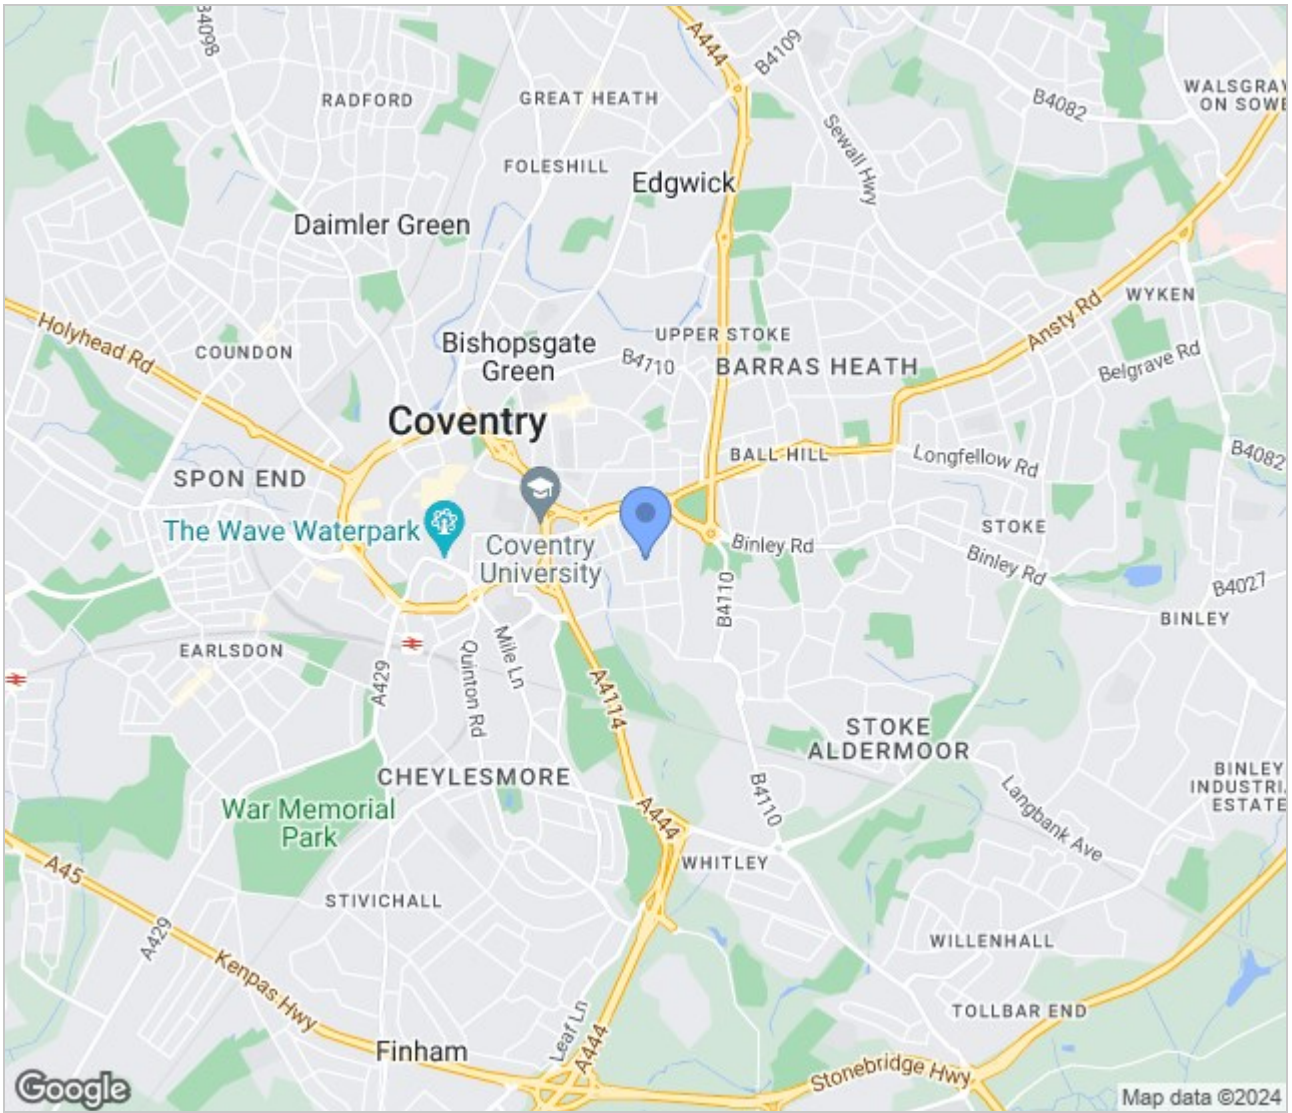 B4098
A444
B4109
RADFORD
GREAT HEATH
B4082
WALSGRAV
ON SOWE
FOLESHILL
Sewall Hwy
Edgwick
Daimler Green
WYKEN
Holyhead Rd
COUNDON
Bishopsgate
Green
UPPER STOKE
B4710
BARRAS HEATH
Ansty Rd
Belgrave Rd
Coventry
BALL HILL
Longfellow Rd
B4082
SPON END
The Wave Waterpark
Coventry
University
Binley Rd
STOKE
Binley Rd
B4110
B4027
BINLEY
EARLSDON
A429
Quinton Rd
Mile Ln
A4114
STOKE
ALDERMOOR
CHEYLESMORE
BINLEY
INDUSTRI
ESTATE
War Memorial
Park
A444
B4110
Langbank Ave
A45
WHITLEY
STIVICHALL
A429
WILLENHALL
Kenpas Hwy
TOLLBAR END
Leaf Ln
A444
Finham
Stonebridge Hwy
Google
Map data ©2024